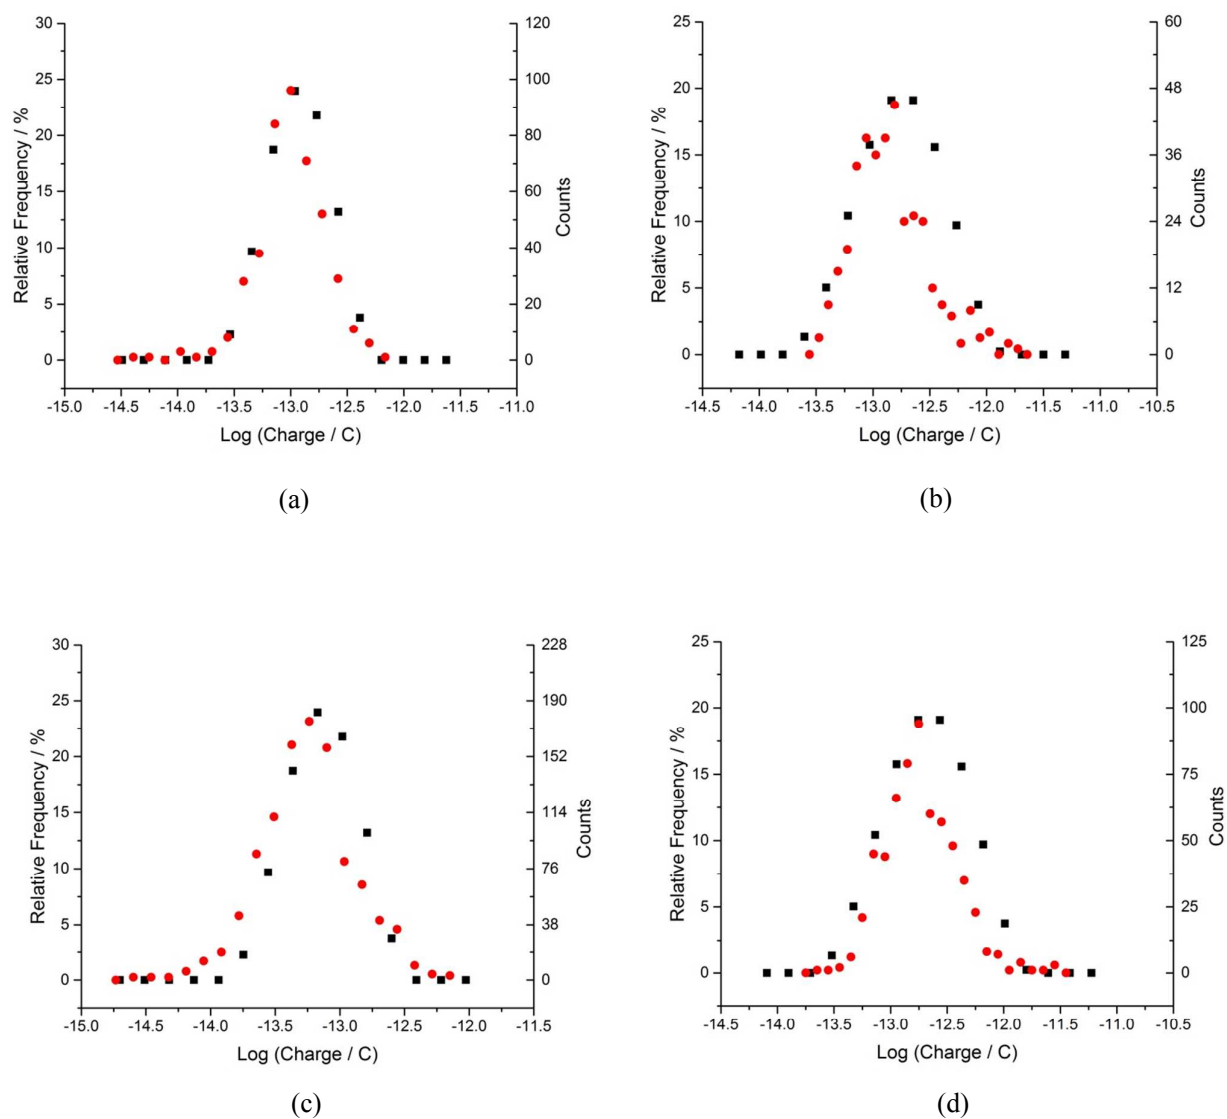 30
25
20
15
10
5
0
Relative Frequency / %
120
100
80
60
40
20
0
Counts
-15.0 -14.5 -14.0 -13.5 -13.0 -12.5 -12.0 -11.5 -11.0
Log (Charge / C)
(a)
25
20
15
10
5
0
Relative Frequency / %
60
48
36
24
12
0
Counts
-14.5 -14.0 -13.5 -13.0 -12.5 -12.0 -11.5 -11.0 -10.5
Log (Charge / C)
(b)
30
25
20
15
10
5
0
Relative Frequency / %
228
190
152
114
76
38
0
Counts
-15.0 -14.5 -14.0 -13.5 -13.0 -12.5 -12.0 -11.5
Log (Charge / C)
(c)
25
20
15
10
5
0
Relative Frequency / %
125
100
75
50
25
0
Counts
-14.5 -14.0 -13.5 -13.0 -12.5 -12.0 -11.5 -11.0 -10.5
Log (Charge / C)
(d)